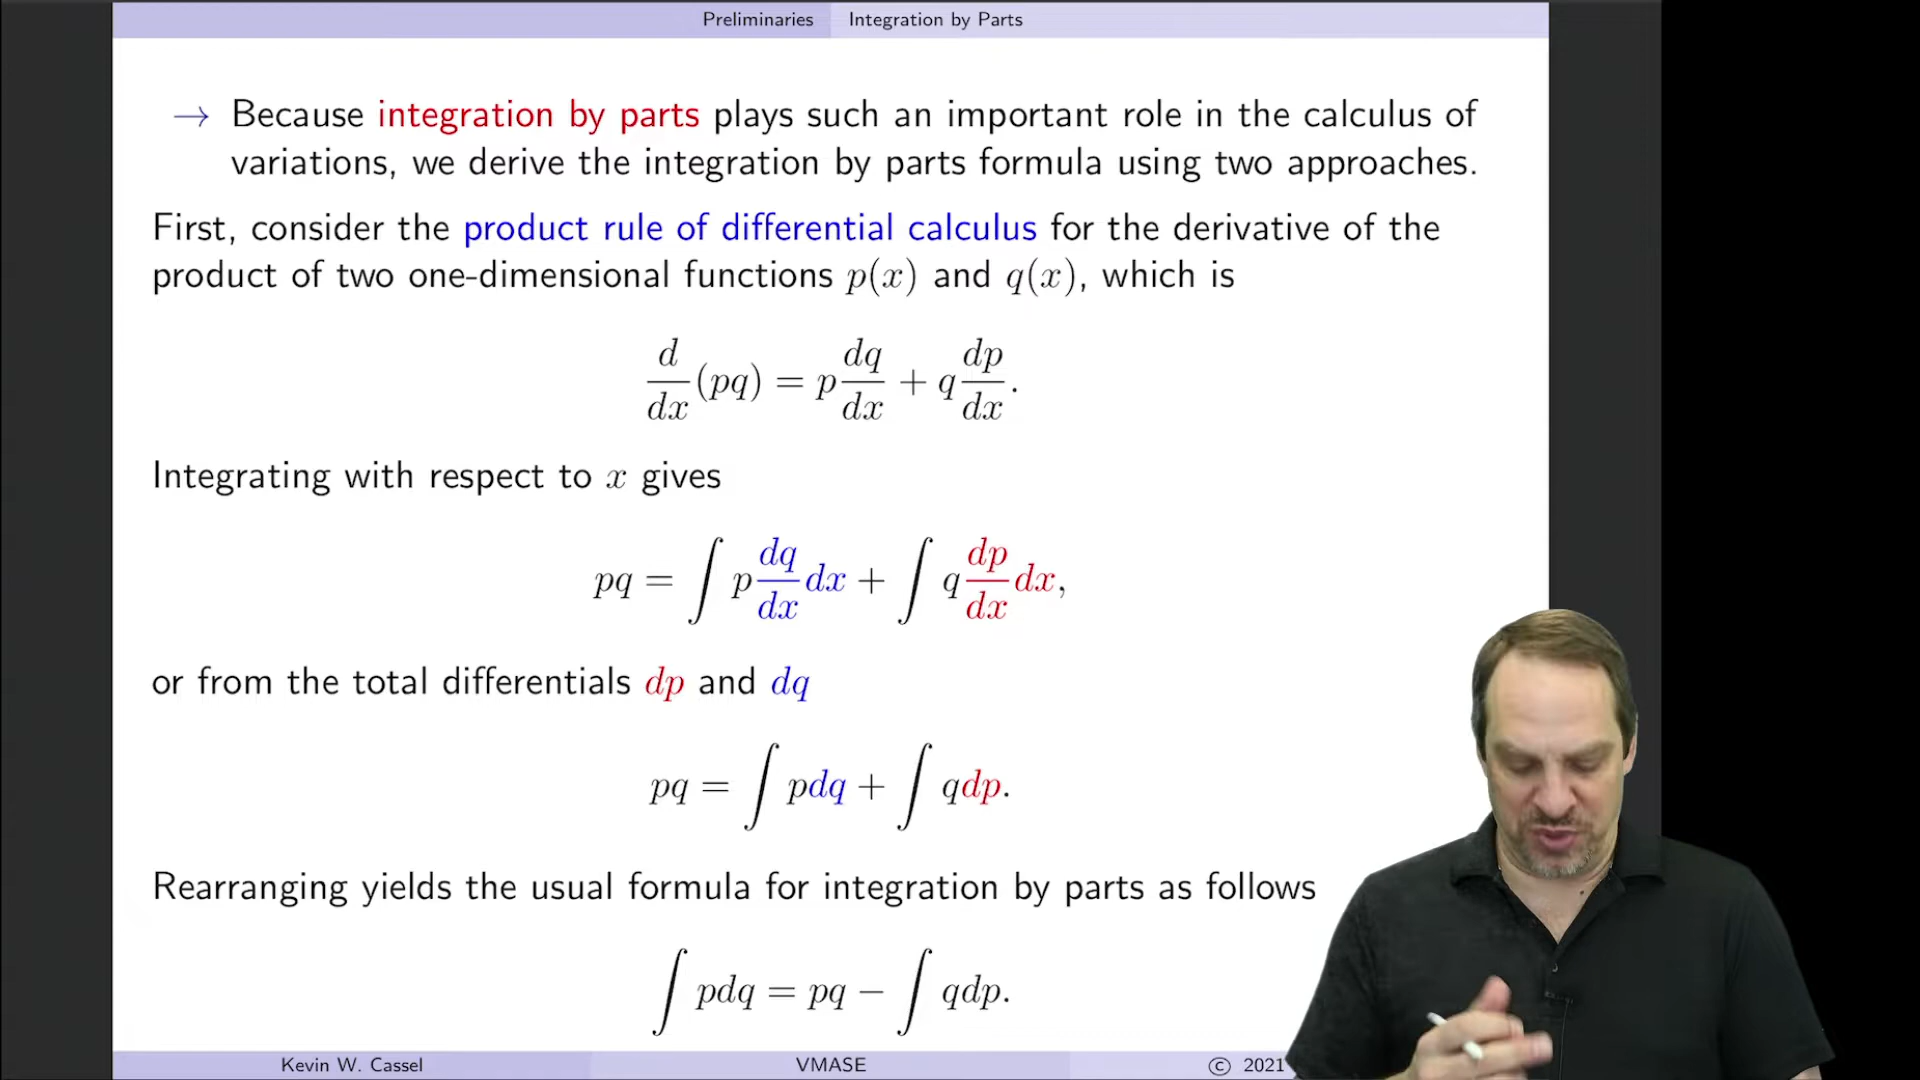 Preliminaries Integration by Parts
→ Because integration by parts plays such an important role in the calculus of
variations, we derive the integration by parts formula using two approaches.
First, consider the product rule of differential calculus for the derivative of the
product of two one-dimensional functions p(x) and q(x), which is
d/dx (pq) = p dq/dx + q dp/dx.
Integrating with respect to x gives
pq = ∫ p dq/dx dx + ∫ q dp/dx dx,
or from the total differentials dp and dq
pq = ∫ pdq + ∫ qdp.
Rearranging yields the usual formula for integration by parts as follows
∫ pdq = pq − ∫ qdp.
Kevin W. Cassel VMASE © 2021